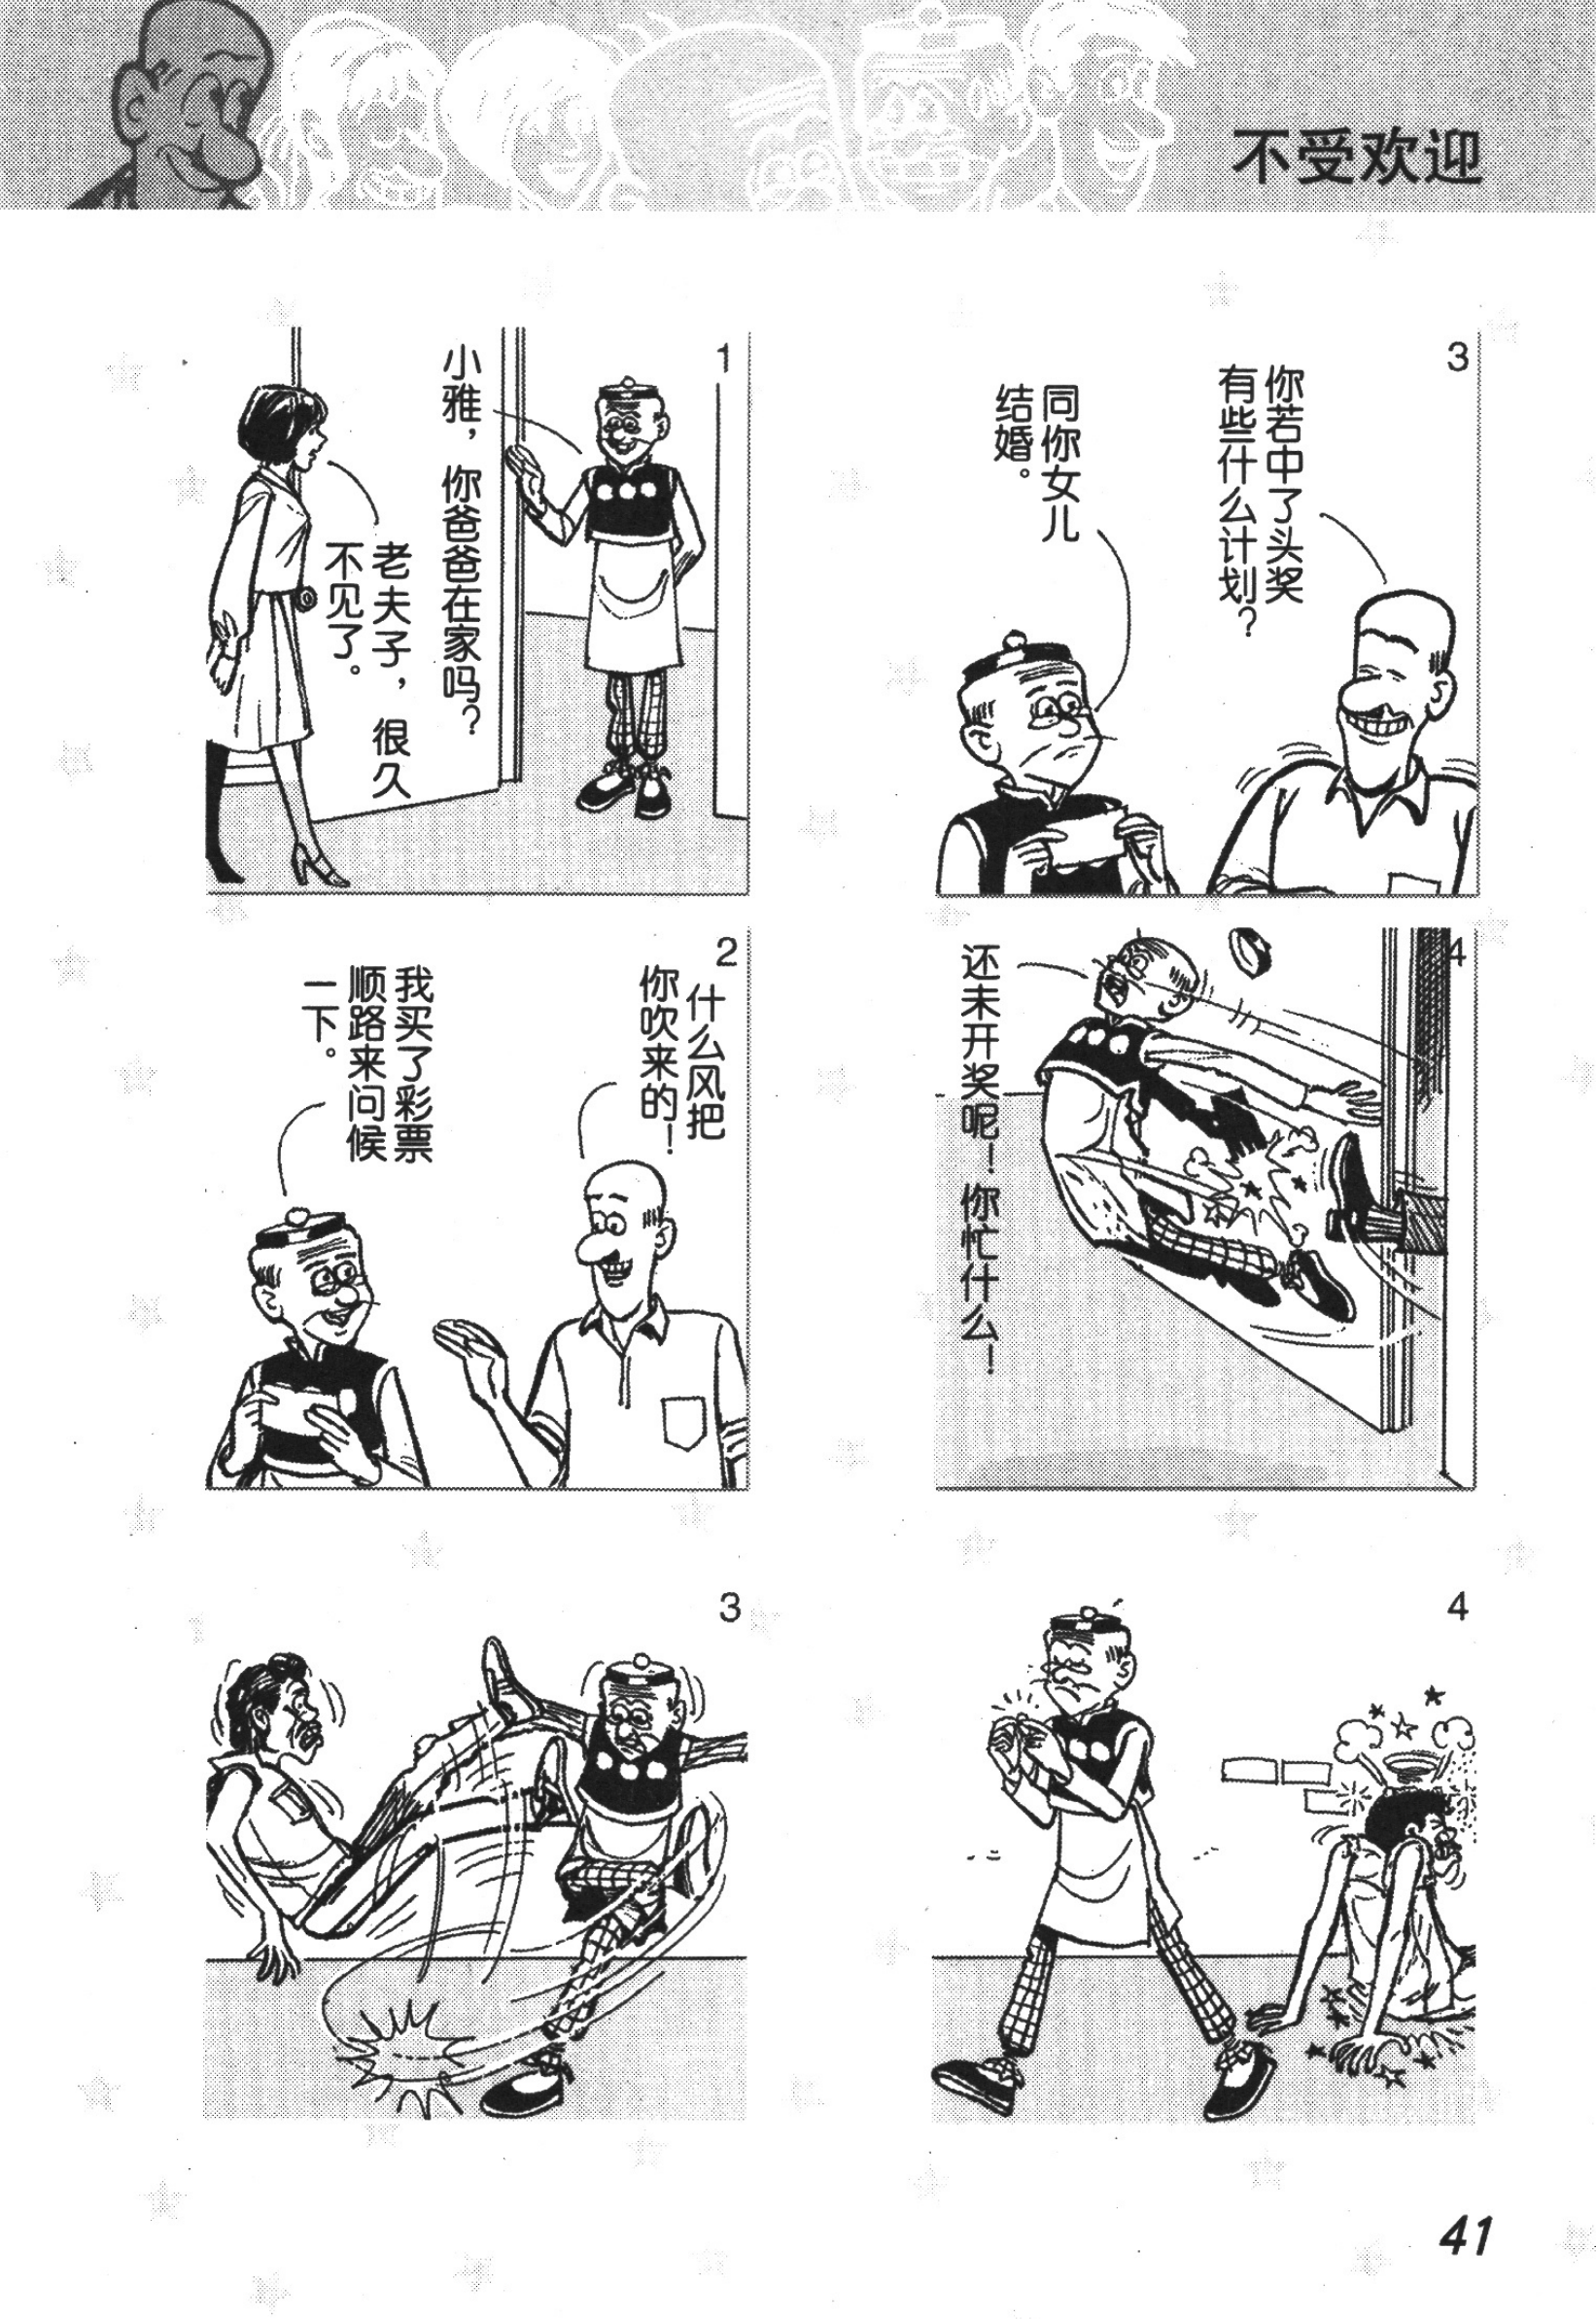 不受欢迎
1
小雅，你爸爸在家吗？
老夫子，很久
不见了。
2
什么风把
你吹来的！
我买了彩票
顺路来问候
一下。
3
你若中了头奖
有些什么计划？
同你女儿
结婚。
4
还未开奖呢！你忙什么！
3
4
41